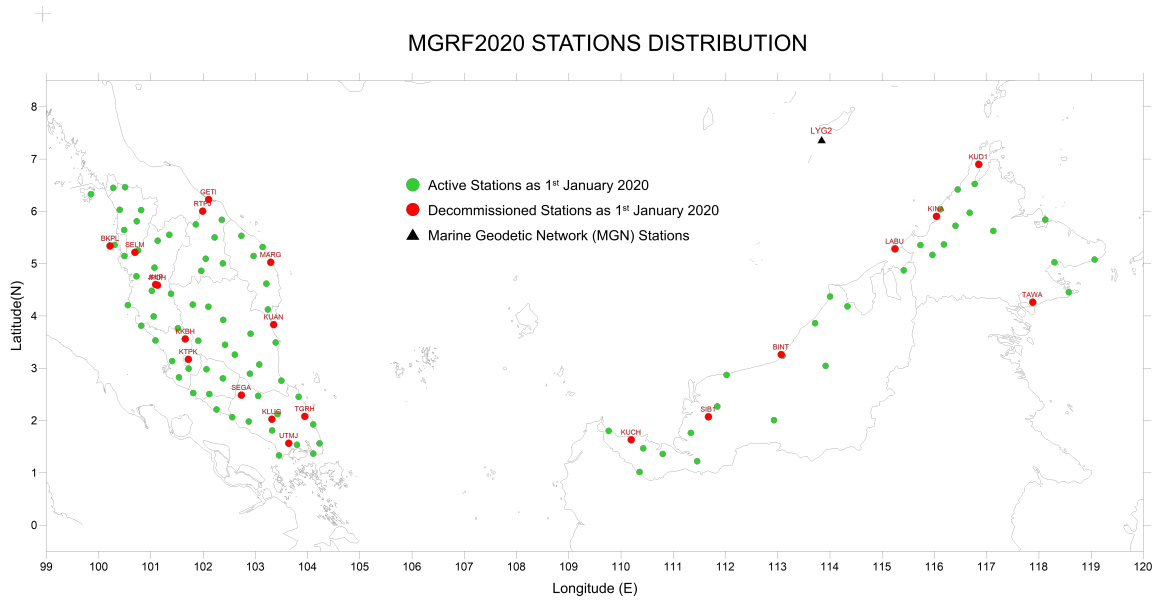 MGRF2020 STATIONS DISTRIBUTION
8
LYG2
7
KUD1
Active Stations as 1st January 2020
GETI
RTPJ
Decommissioned Stations as 1st January 2020
6
KINA
Marine Geodetic Network (MGN) Stations
BKPL
SELM
LABU
MARG
5
TAWA
Latitude(N)
4
KUAN
KKBH
BINT
KTPK
3
SEGA
KLUG
TGRH
SIB1
2
UTMJ
KUCH
1
0
99 100 101 102 103 104 105 106 107 108 109 110 111 112 113 114 115 116 117 118 119 120
Longitude (E)